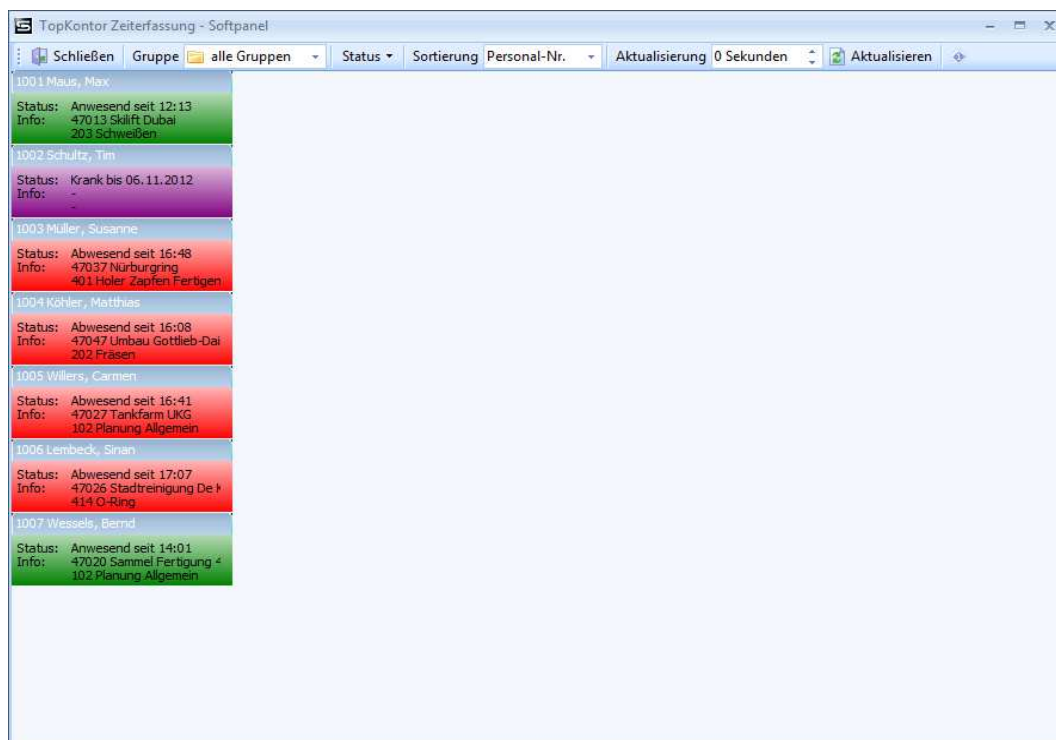 TopKontor Zeiterfassung - Softpanel
Schließen Gruppe alle Gruppen Status Sortierung Personal-Nr. Aktualisierung 0 Sekunden Aktualisieren
1001 Maus, Max
Status: Anwesend seit 12:13
Info: 47013 Skilift Dubai
203 Schweißen
1002 Schultz, Tim
Status: Krank bis 06.11.2012
Info: -
-
1003 Müller, Susanne
Status: Abwesend seit 16:48
Info: 47037 Nürburgring
401 Holer Zapfen Fertigen
1004 Köhler, Matthias
Status: Abwesend seit 16:08
Info: 47047 Umbau Gottlieb-Dai
202 Fräsen
1005 Willers, Carmen
Status: Abwesend seit 16:41
Info: 47027 Tankfarm UKG
102 Planung Allgemein
1006 Lembeck, Sinan
Status: Abwesend seit 17:07
Info: 47026 Stadtreinigung De
414 O-Ring
1007 Wessels, Bernd
Status: Anwesend seit 14:01
Info: 47020 Sammel Fertigung
102 Planung Allgemein